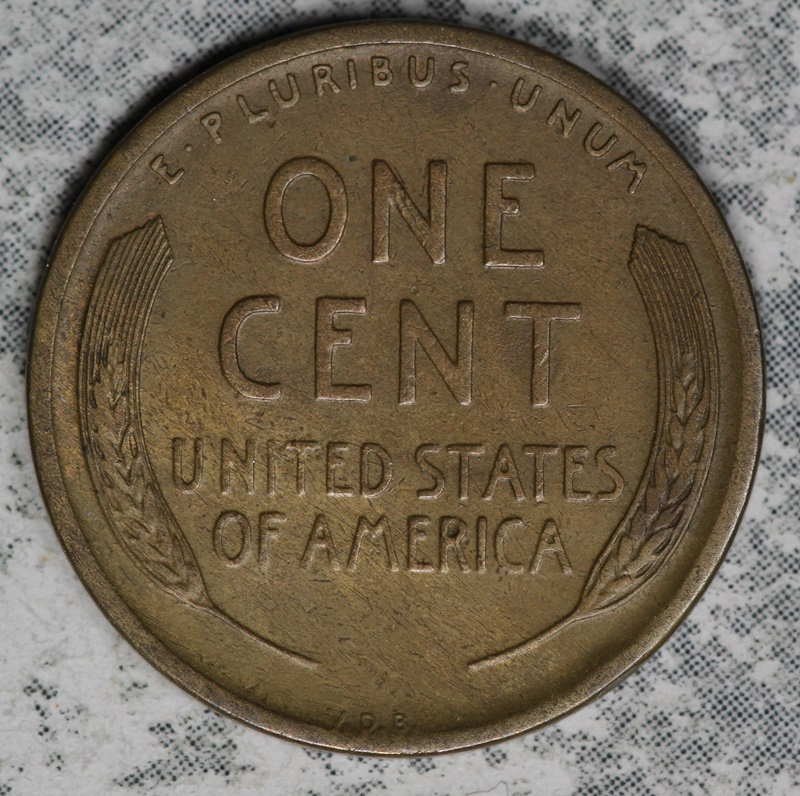 E·PLURIBUS·UNUM
ONE
CENT
UNITED STATES
OF AMERICA
V.D.B.